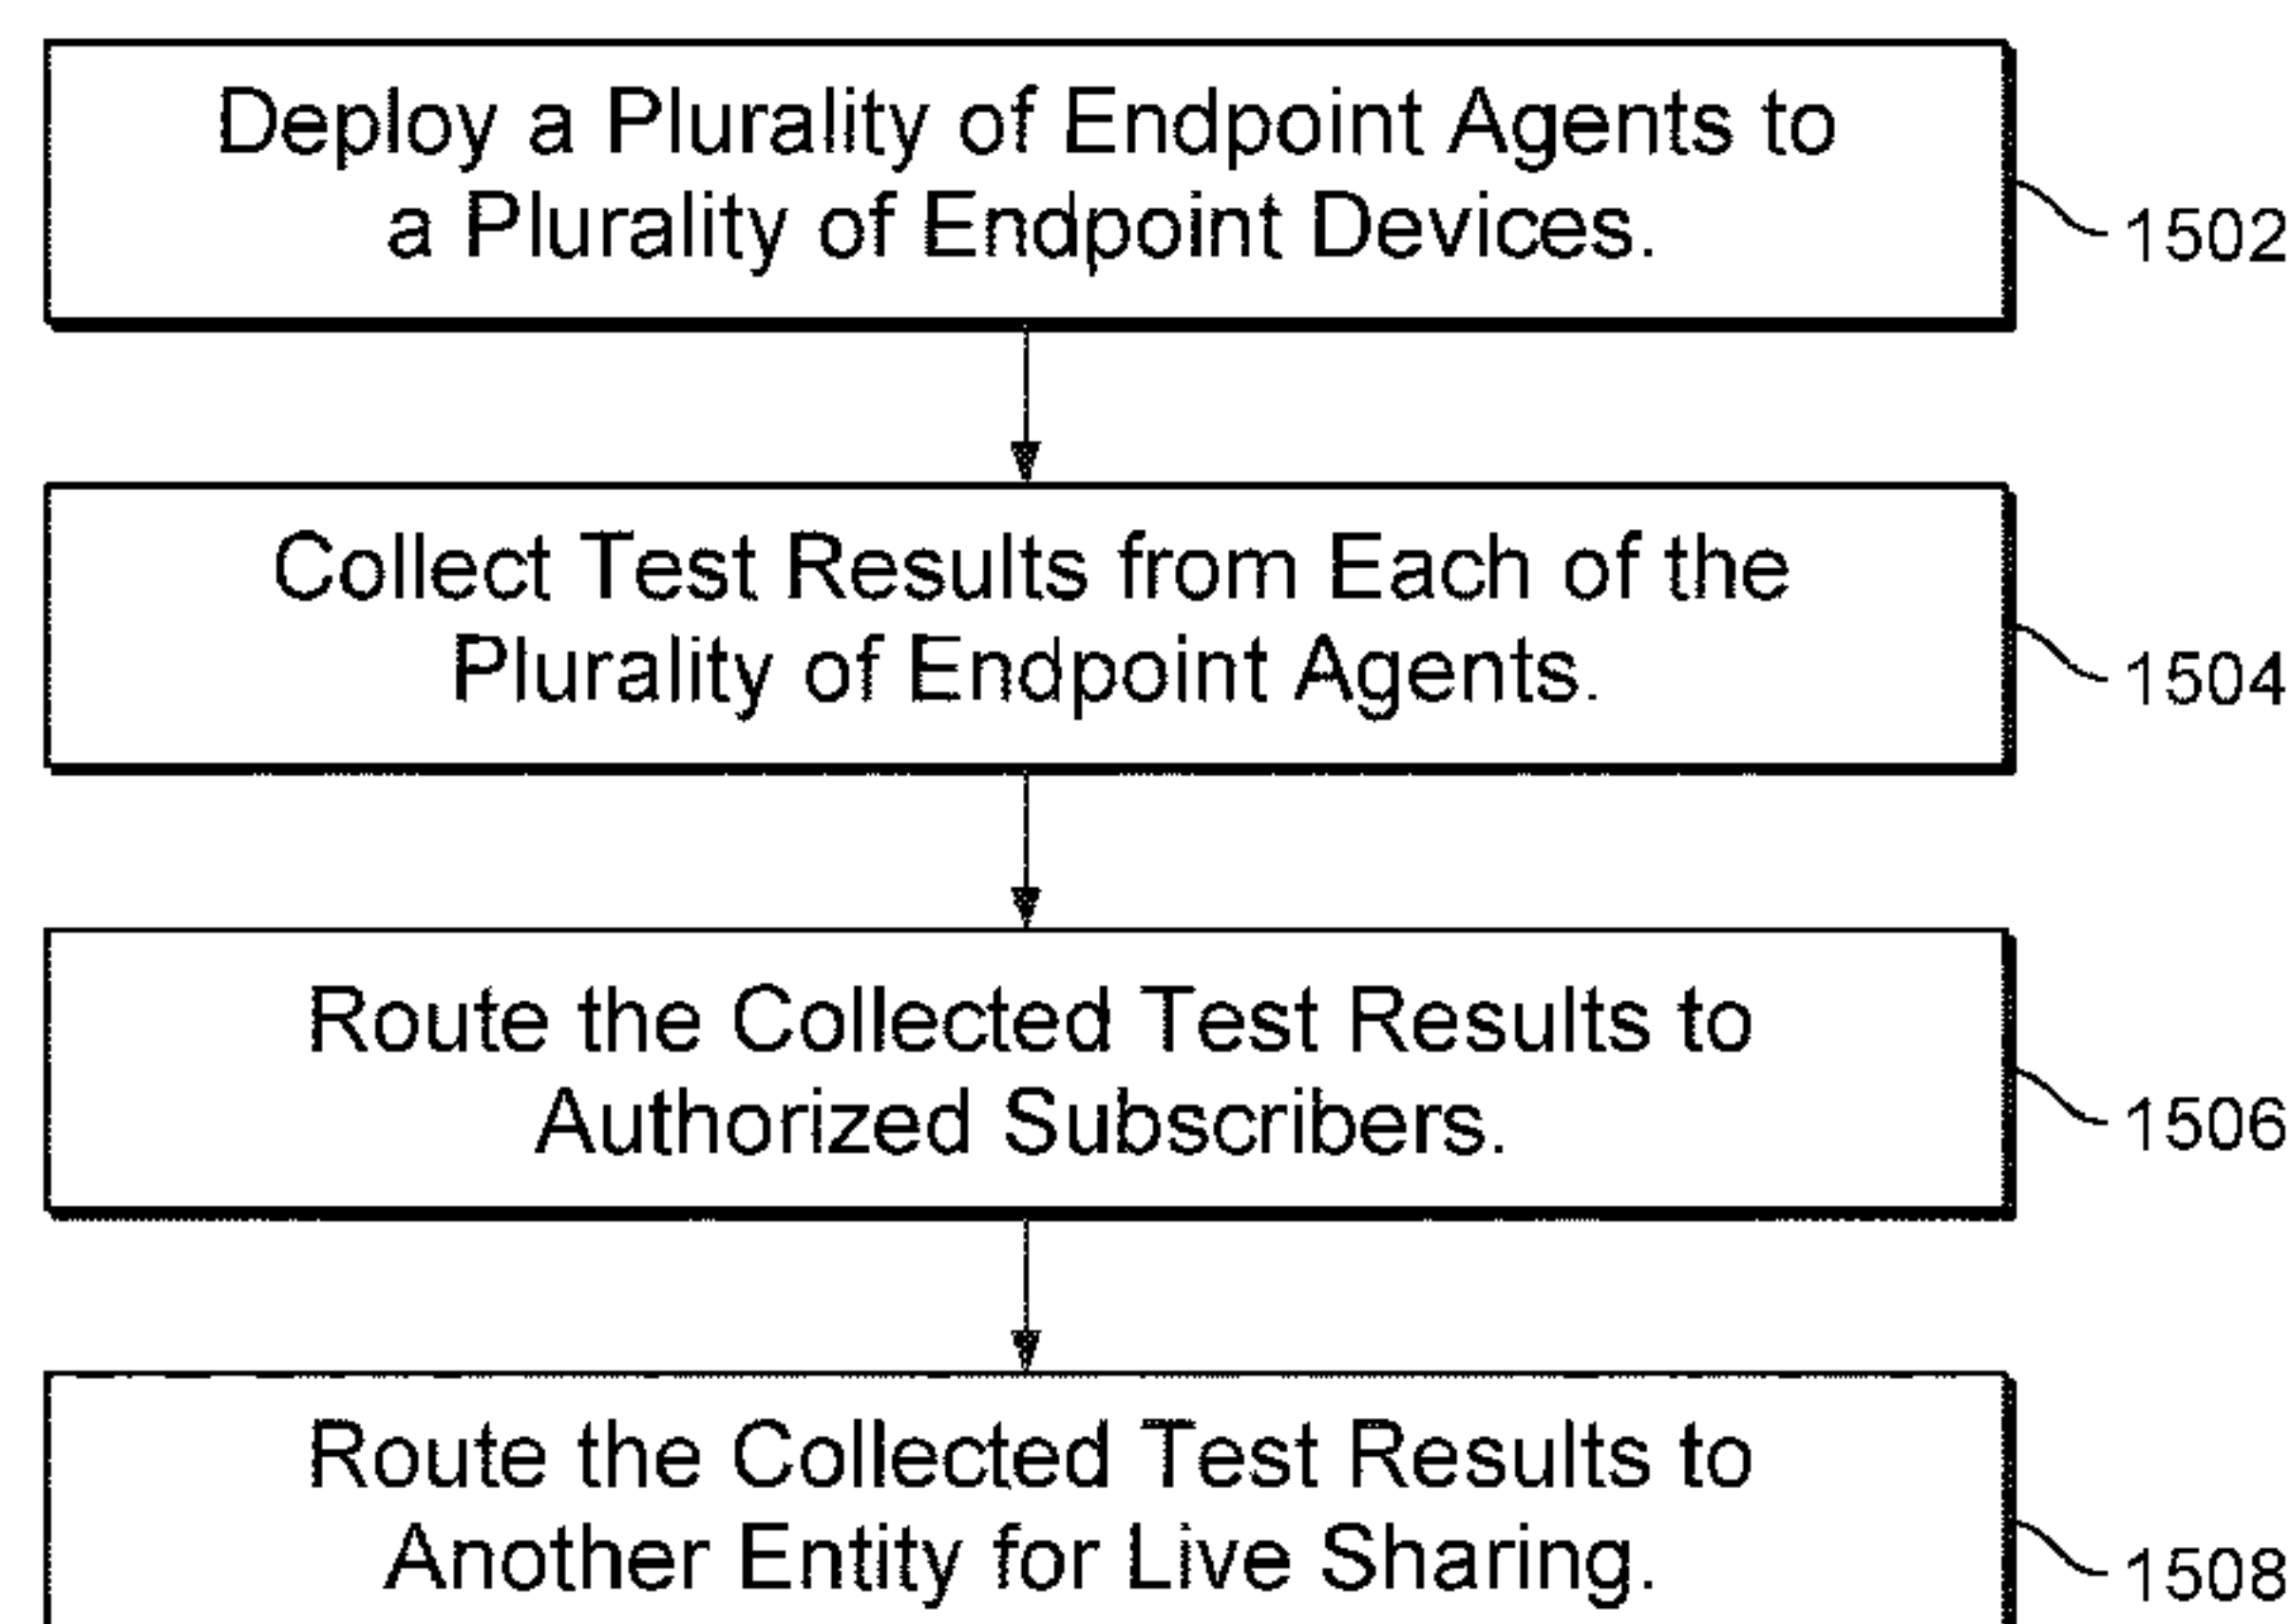 Deploy a Plurality of Endpoint Agents to
a Plurality of Endpoint Devices.
1502
Collect Test Results from Each of the
Plurality of Endpoint Agents.
1504
Route the Collected Test Results to
Authorized Subscribers.
1506
Route the Collected Test Results to
Another Entity for Live Sharing.
1508